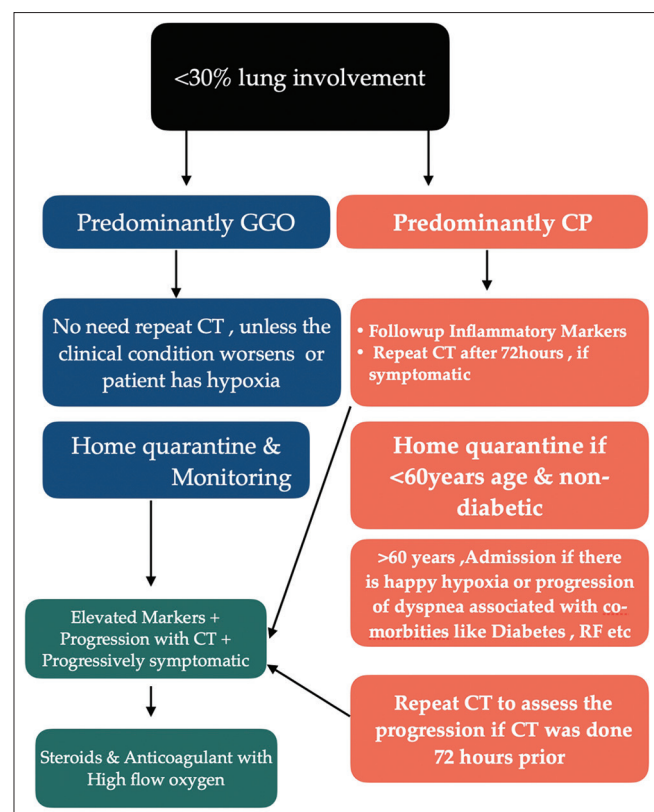 <30% lung involvement
Predominantly GGO
Predominantly CP
No need repeat CT , unless the
clinical condition worsens or
patient has hypoxia
• Followup Inflammatory Markers
• Repeat CT after 72hours , if
symptomatic
Home quarantine &
Monitoring
Home quarantine if
<60years age & non-
diabetic
>60 years ,Admission if there
is happy hypoxia or progression
of dyspnea associated with co-
morbities like Diabetes , RF etc
Elevated Markers +
Progression with CT +
Progressively symptomatic
Repeat CT to assess the
progression if CT was done
72 hours prior
Steroids & Anticoagulant with
High flow oxygen